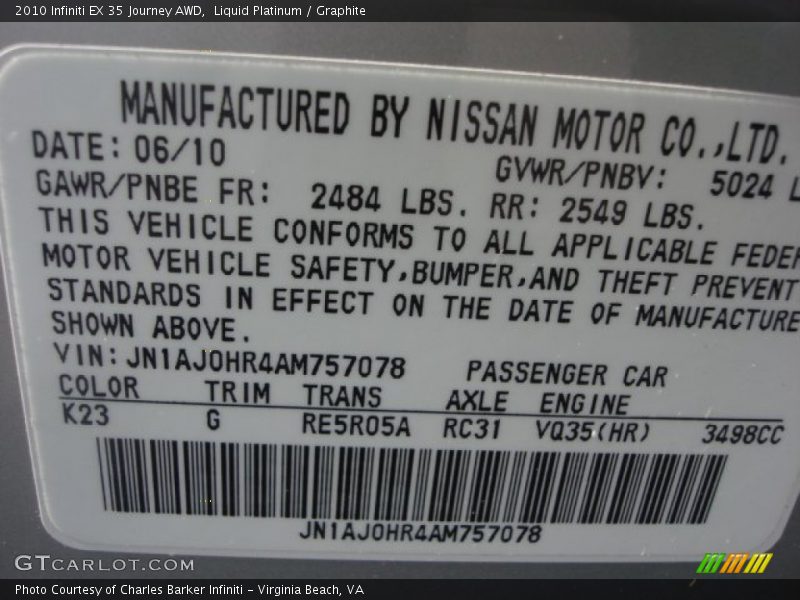 2010 Infiniti EX 35 Journey AWD,  Liquid Platinum / Graphite
MANUFACTURED BY NISSAN MOTOR CO.,LTD.
DATE: 06/10
GVWR/PNBV: 5024 L
GAWR/PNBE FR: 2484 LBS. RR: 2549 LBS.
THIS VEHICLE CONFORMS TO ALL APPLICABLE FEDER
MOTOR VEHICLE SAFETY,BUMPER,AND THEFT PREVENT
STANDARDS IN EFFECT ON THE DATE OF MANUFACTURE
SHOWN ABOVE.
VIN: JN1AJ0HR4AM757078 PASSENGER CAR
COLOR TRIM TRANS AXLE ENGINE
K23 G RE5R05A RC31 VQ35(HR) 3498CC
JN1AJ0HR4AM757078
GTCARLOT.COM
Photo Courtesy of Charles Barker Infiniti - Virginia Beach, VA